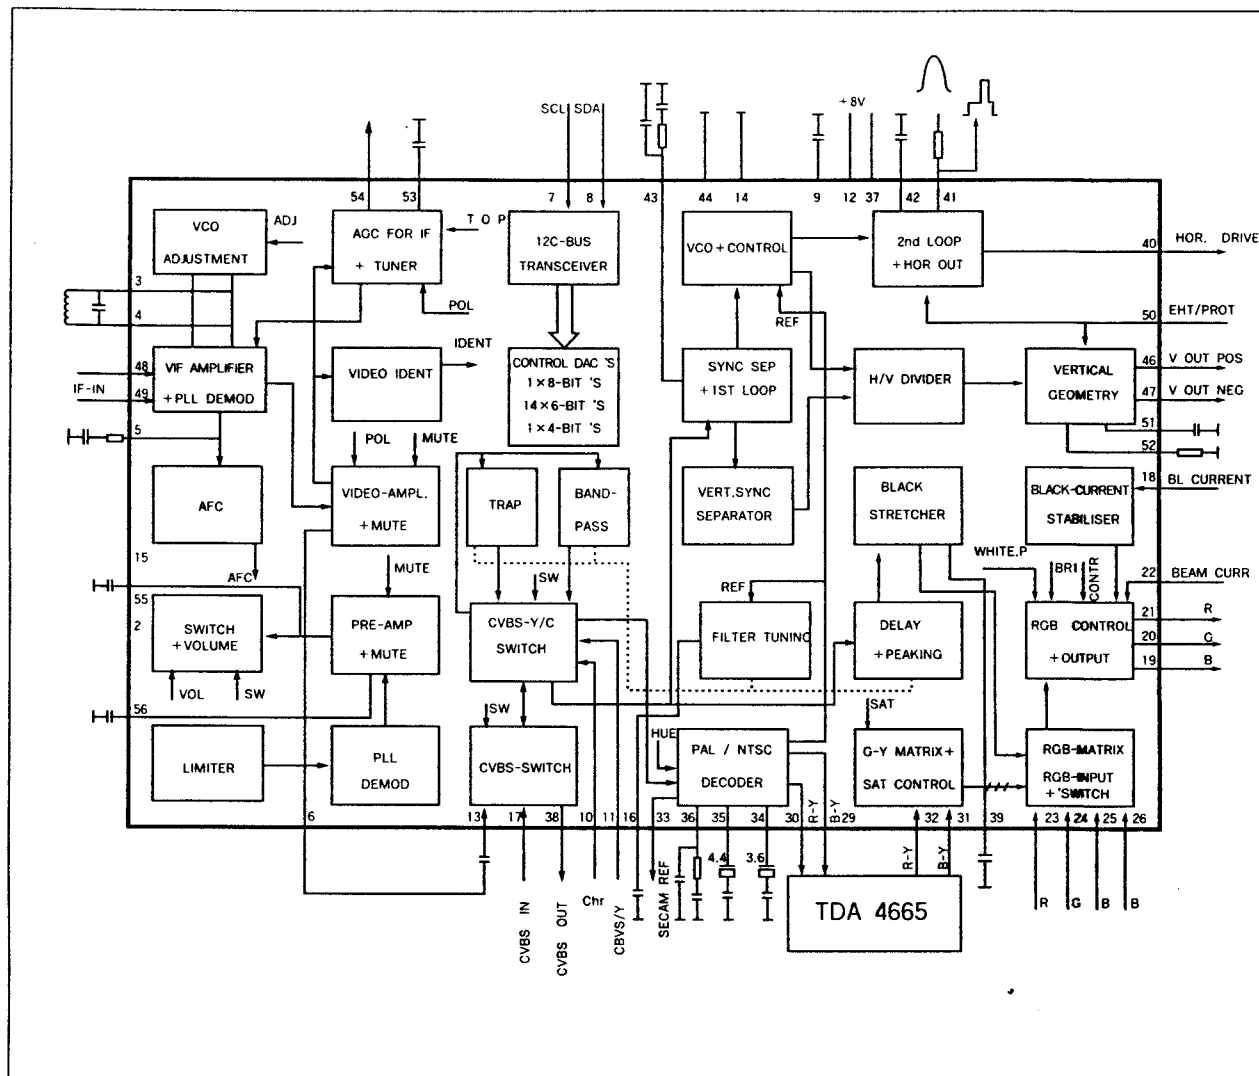 + 8V
SCL SDA
54 53 7 8 43 44 14 9 12 37 42 41
VCO
ADJUSTMENT
ADJ
AGC FOR IF
+ TUNER
T O P
POL
12C-BUS
TRANSCEIVER
VCO + CONTROL
REF
2nd LOOP
+ HOR OUT
40 HOR. DRIVE
3
4
50 EHT/PROT
48
IF-IN
49
VIF AMPLIFIER
+ PLL DEMOD
VIDEO IDENT
IDENT
CONTROL DAC 'S
1 × 8-BIT 'S
14 × 6-BIT 'S
1 × 4-BIT 'S
SYNC SEP
+ 1ST LOOP
H/V DIVIDER
VERTICAL
GEOMETRY
46 V OUT POS
47 V OUT NEG
51
52
5
AFC
POL MUTE
VIDEO-AMPL.
+ MUTE
TRAP
BAND-
PASS
VERT.SYNC
SEPARATOR
BLACK
STRETCHER
BLACK-CURRENT
STABILISER
18 BL CURRENT
15
AFC
MUTE
SW
REF
WHITE.P
BR1
CONTR
22 BEAM CURR
55
2
SWITCH
+ VOLUME
VOL SW
PRE-AMP
+ MUTE
CVBS-Y/C
SWITCH
FILTER TUNING
DELAY
+ PEAKING
RGB CONTROL
+ OUTPUT
21 R
20 G
19 B
56
SW
HUE
SAT
LIMITER
PLL
DEMOD
CVBS-SWITCH
PAL / NTSC
DECODER
G-Y MATRIX +
SAT CONTROL
RGB-MATRIX
RGB-INPUT
+ 'SWITCH
6 13 17 38 10 11 16 33 36 35 34 30 R-Y B-Y 29 32 31 39 23 24 25 26
4.4 3.6
R-Y B-Y
CVBS IN
CVBS OUT
Chr
CBVS/Y
SECAM REF
TDA 4665
R G B B